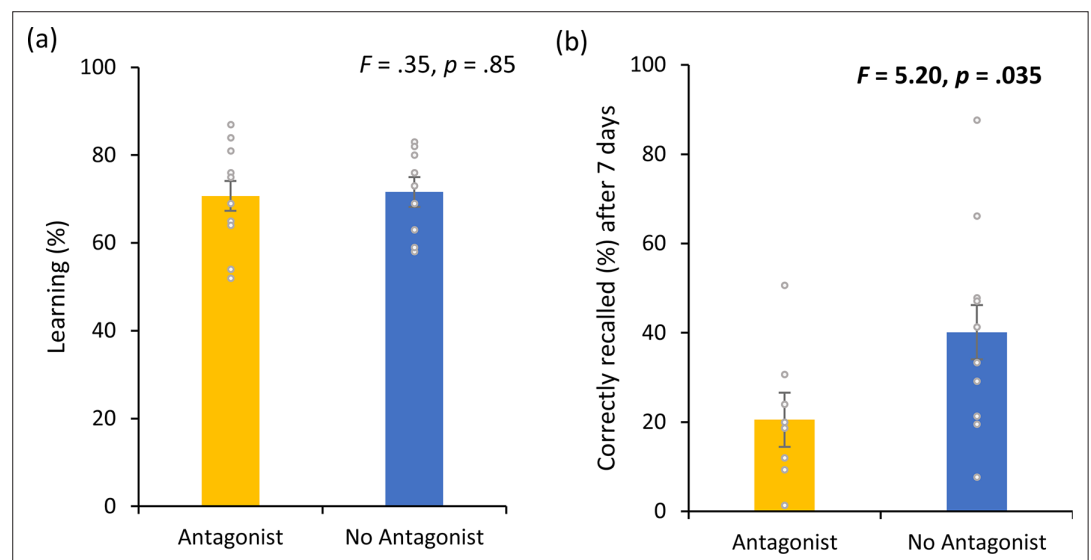 (a)
F = .35, p = .85
100
80
60
40
20
0
Learning (%)
Antagonist
No Antagonist
(b)
F = 5.20, p = .035
100
80
60
40
20
0
Correctly recalled (%) after 7 days
Antagonist
No Antagonist